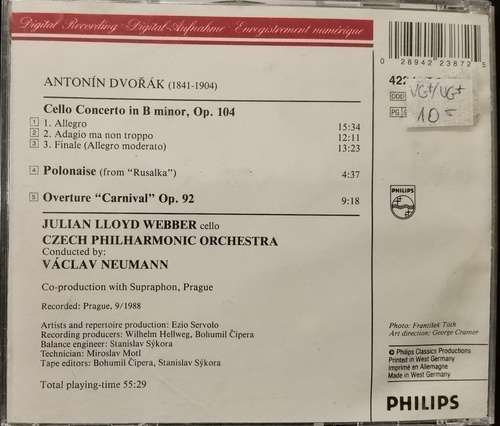 Digital Recording · Digital-Aufnahme · Enregistrement numérique
ANTONÍN DVOŘÁK (1841-1904)
Cello Concerto in B minor, Op. 104
1 1. Allegro 15:34
2 2. Adagio ma non troppo 12:11
3 3. Finale (Allegro moderato) 13:23
4 Polonaise (from "Rusalka") 4:37
5 Overture "Carnival" Op. 92 9:18
JULIAN LLOYD WEBBER cello
CZECH PHILHARMONIC ORCHESTRA
Conducted by:
VÁCLAV NEUMANN
Co-production with Supraphon, Prague
Recorded: Prague, 9/1988
Artists and repertoire production: Ezio Servolo
Recording producers: Wilhelm Hellweg, Bohumil Čipera
Balance engineer: Stanislav Sýkora
Technician: Miroslav Motl
Tape editors: Bohumil Čipera, Stanislav Sýkora
Total playing-time 55:29
0 28942 23872 5
DDD
VG+/VG+
10-
PHILIPS
Photo: František Tóth
Art direction: George Cramer
℗ Philips Classics Productions
Printed in West Germany
Imprimé en Allemagne
Made in West Germany
PHILIPS